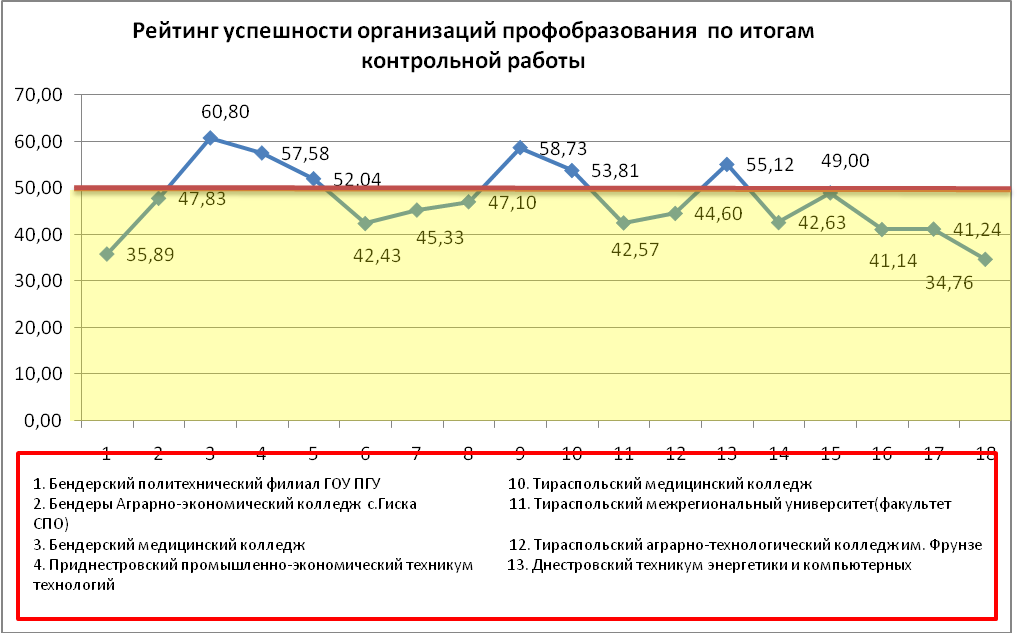 Рейтинг успешности организаций профобразования по итогам
контрольной работы
70,00
60,00
50,00
40,00
30,00
20,00
10,00
0,00
35,89
47,83
60,80
57,58
52,04
42,43
45,33
47,10
58,73
53,81
42,57
44,60
55,12
42,63
49,00
41,14
41,24
34,76
1 2 3 4 5 6 7 8 9 10 11 12 13 14 15 16 17 18
1. Бендерский политехнический филиал ГОУ ПГУ
2. Бендеры Аграрно-экономический колледж с.Гиска
СПО)
3. Бендерский медицинский колледж
4. Приднестровский промышленно-экономический техникум
технологий
10. Тираспольский медицинский колледж
11. Тираспольский межрегиональный университет(факультет
12. Тираспольский аграрно-технологический колледжим. Фрунзе
13. Днестровский техникум энергетики и компьютерных